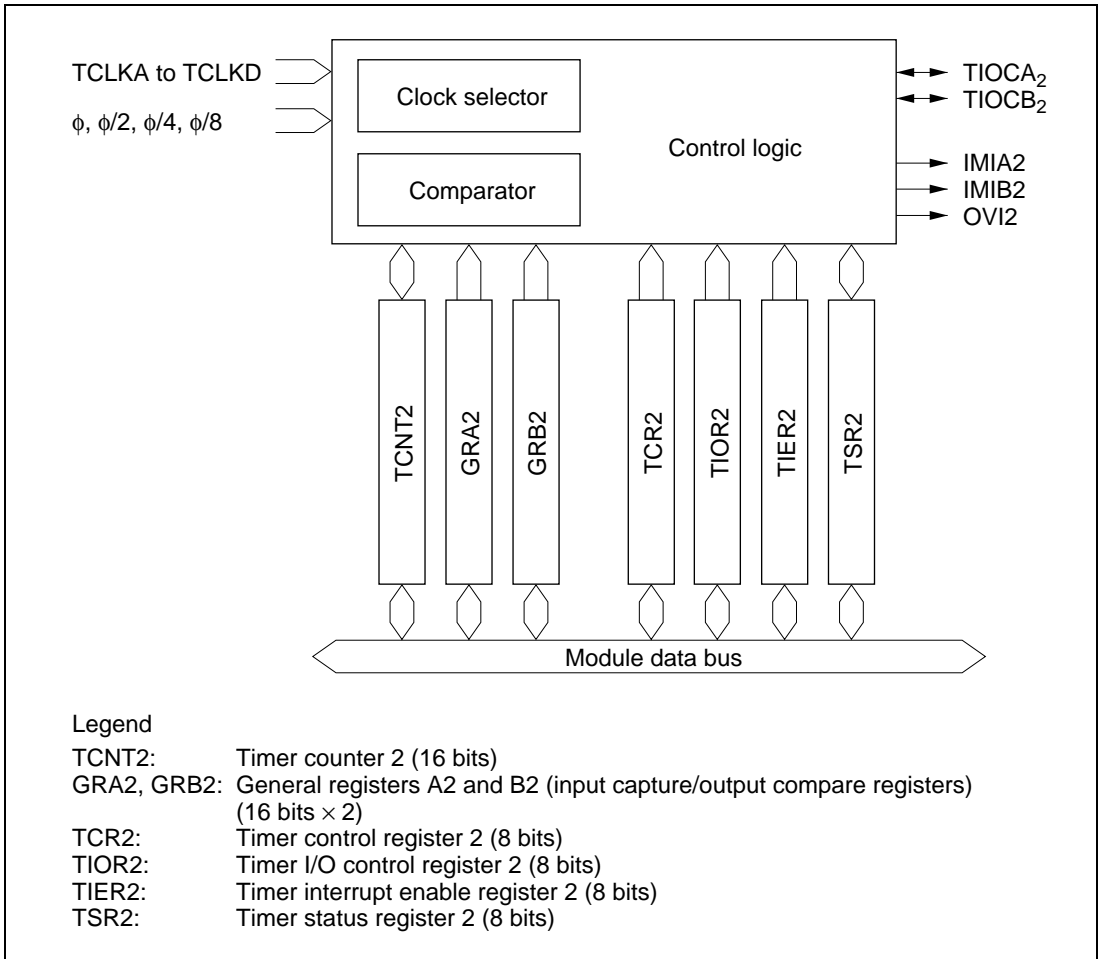 TCLKA to TCLKD
ϕ, ϕ/2, ϕ/4, ϕ/8
Clock selector
Comparator
Control logic
TIOCA₂
TIOCB₂
IMIA2
IMIB2
OVI2
TCNT2
GRA2
GRB2
TCR2
TIOR2
TIER2
TSR2
Module data bus
Legend
TCNT2: Timer counter 2 (16 bits)
GRA2, GRB2: General registers A2 and B2 (input capture/output compare registers)
(16 bits × 2)
TCR2: Timer control register 2 (8 bits)
TIOR2: Timer I/O control register 2 (8 bits)
TIER2: Timer interrupt enable register 2 (8 bits)
TSR2: Timer status register 2 (8 bits)